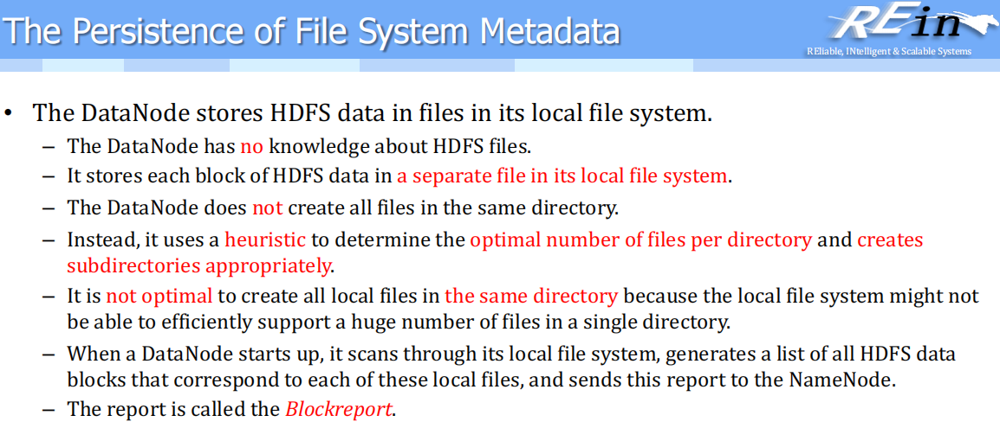 The Persistence of File System Metadata
REin
REliable, INtelligent & Scalable Systems
• The DataNode stores HDFS data in files in its local file system.
– The DataNode has no knowledge about HDFS files.
– It stores each block of HDFS data in a separate file in its local file system.
– The DataNode does not create all files in the same directory.
– Instead, it uses a heuristic to determine the optimal number of files per directory and creates
subdirectories appropriately.
– It is not optimal to create all local files in the same directory because the local file system might not
be able to efficiently support a huge number of files in a single directory.
– When a DataNode starts up, it scans through its local file system, generates a list of all HDFS data
blocks that correspond to each of these local files, and sends this report to the NameNode.
– The report is called the Blockreport.